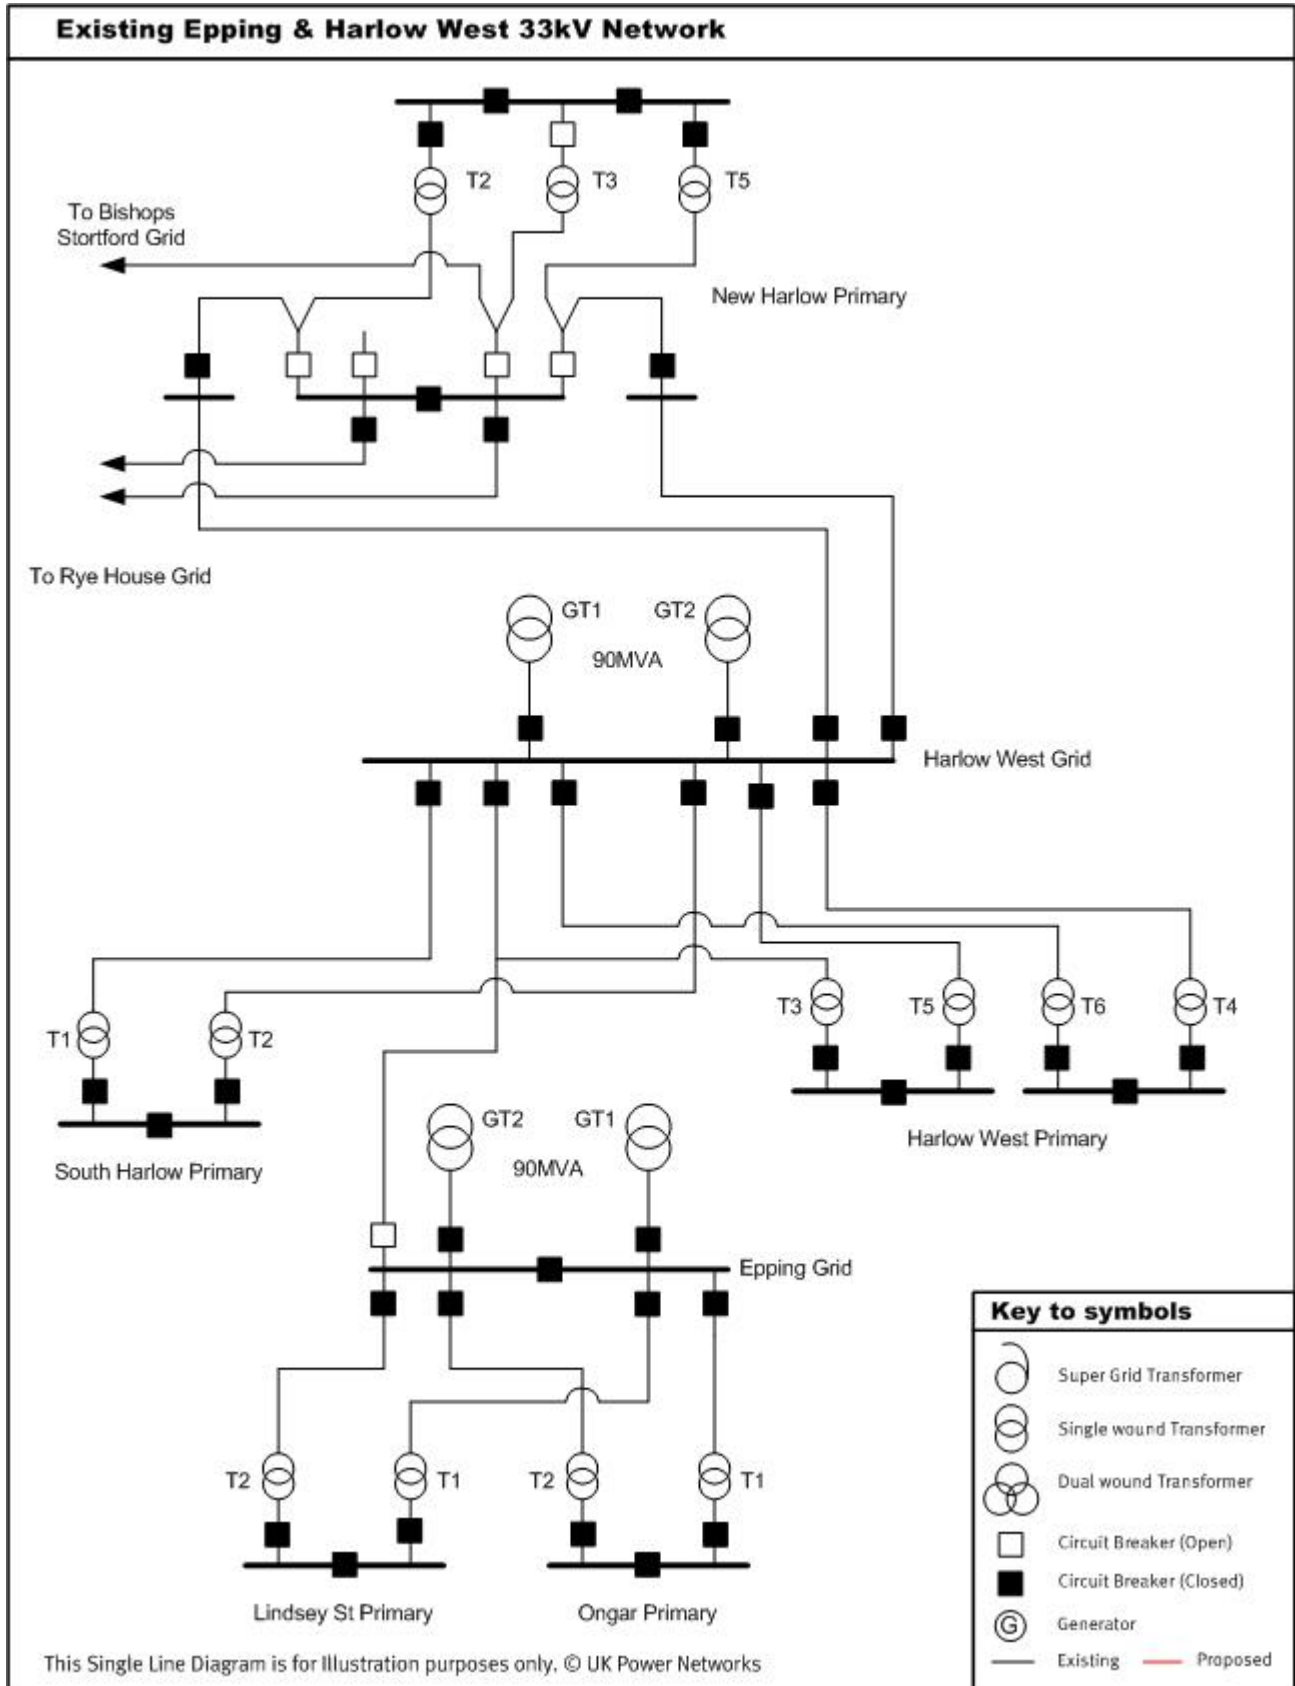 Existing Epping & Harlow West 33kV Network
T2
T3
T5
To Bishops
Stortford Grid
New Harlow Primary
To Rye House Grid
GT1
GT2
90MVA
Harlow West Grid
T1
T2
T3
T5
T6
T4
South Harlow Primary
Harlow West Primary
GT2
GT1
90MVA
Epping Grid
T2
T1
T2
T1
Lindsey St Primary
Ongar Primary
Key to symbols
Super Grid Transformer
Single wound Transformer
Dual wound Transformer
Circuit Breaker (Open)
Circuit Breaker (Closed)
G
Generator
Existing
Proposed
This Single Line Diagram is for Illustration purposes only. © UK Power Networks